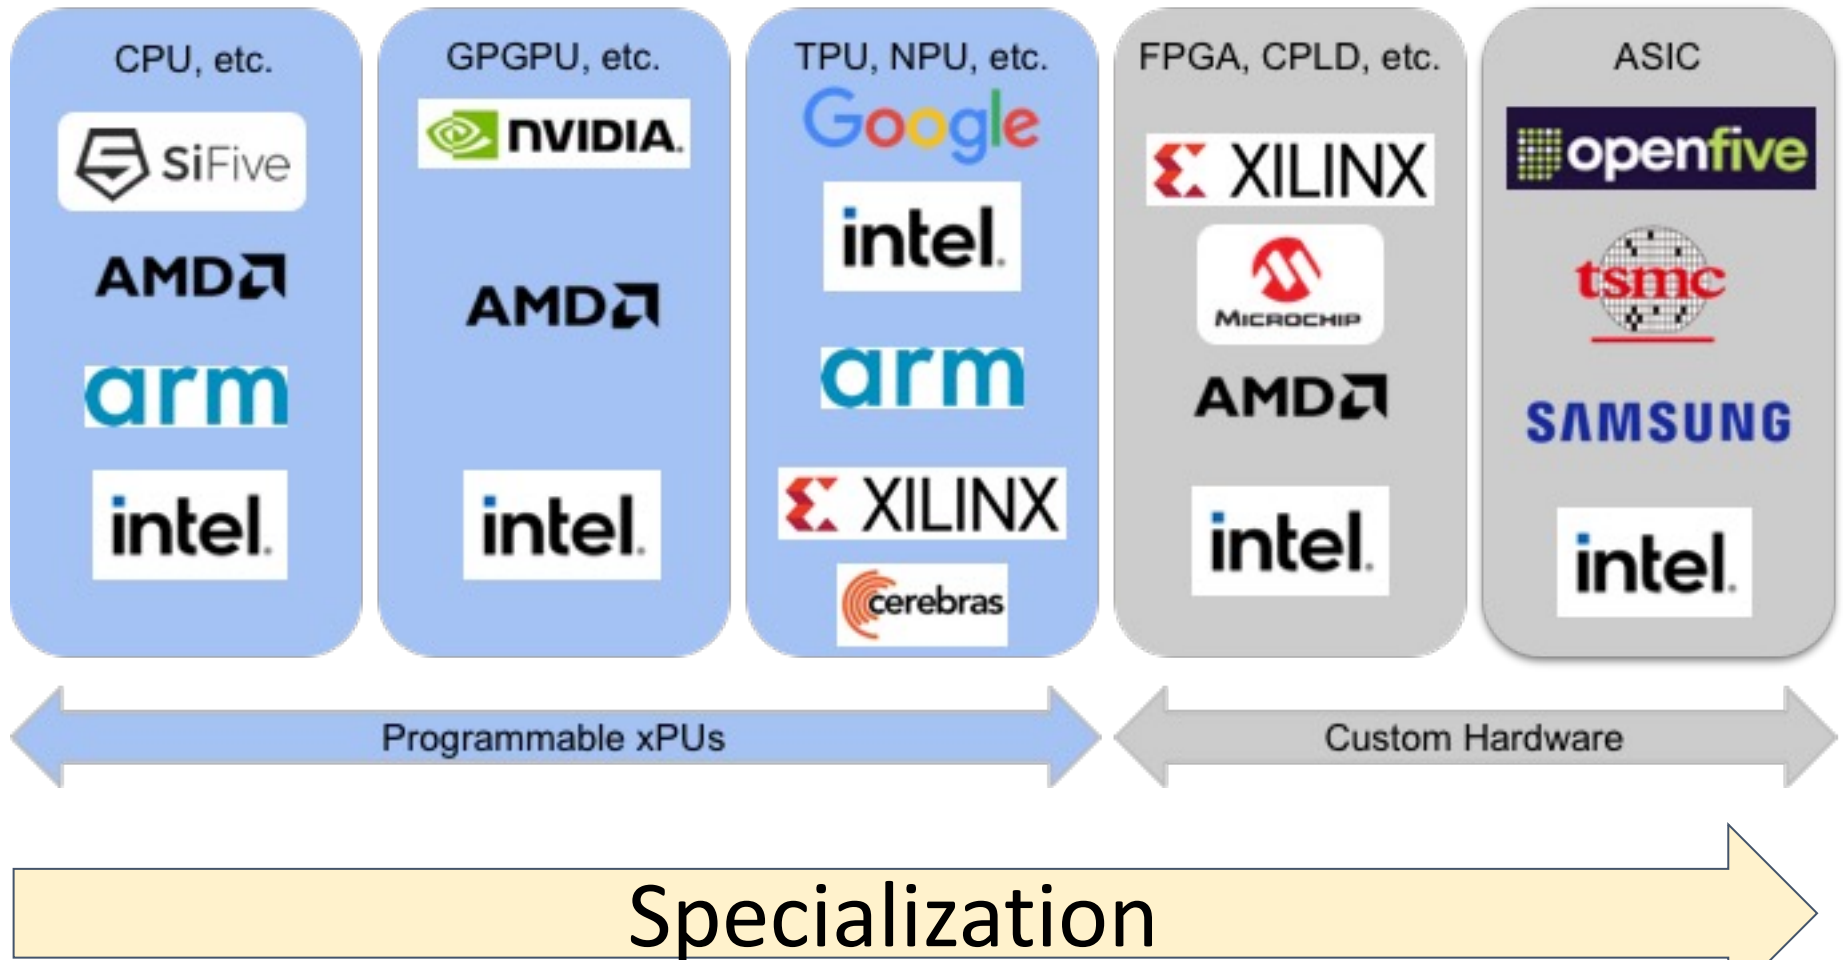 CPU, etc.
SiFive
AMD
arm
intel.
GPGPU, etc.
NVIDIA.
AMD
intel.
TPU, NPU, etc.
Google
intel.
arm
XILINX
cerebras
FPGA, CPLD, etc.
XILINX
MICROCHIP
AMD
intel.
ASIC
openfive
tsmc
SAMSUNG
intel.
Programmable xPUs
Custom Hardware
Specialization